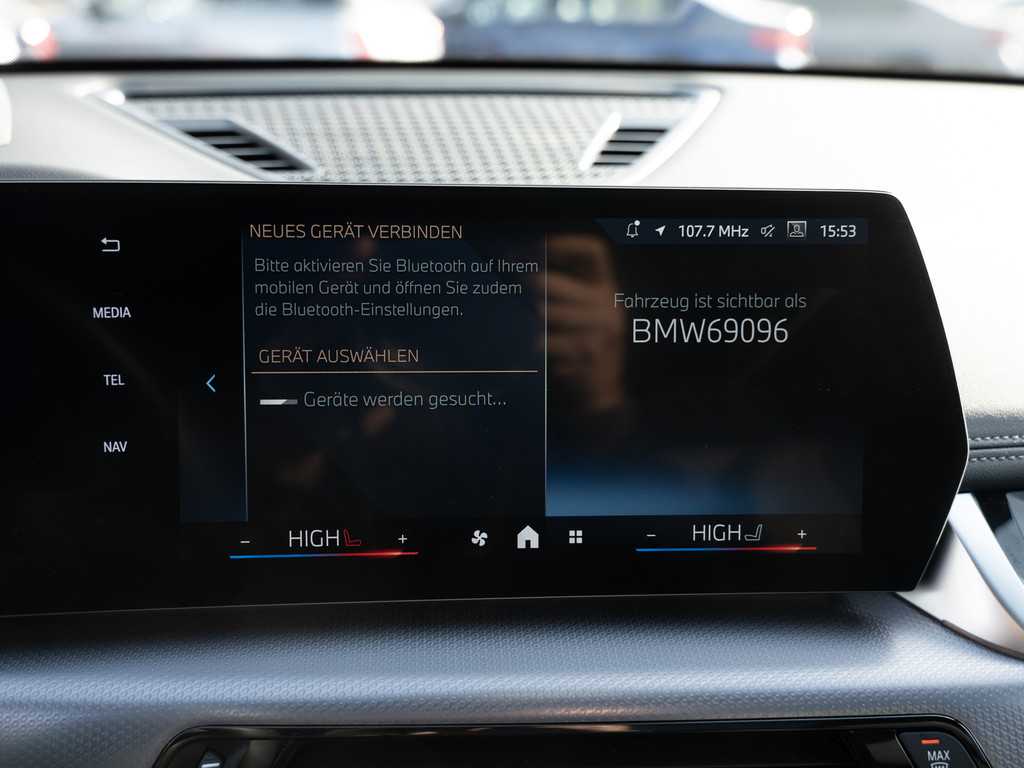 107.7 MHz 15:53
MEDIA
TEL
NAV
NEUES GERÄT VERBINDEN
Bitte aktivieren Sie Bluetooth auf Ihrem
mobilen Gerät und öffnen Sie zudem
die Bluetooth-Einstellungen.
GERÄT AUSWÄHLEN
Geräte werden gesucht...
Fahrzeug ist sichtbar als
BMW69096
– HIGH + – HIGH +
MAX